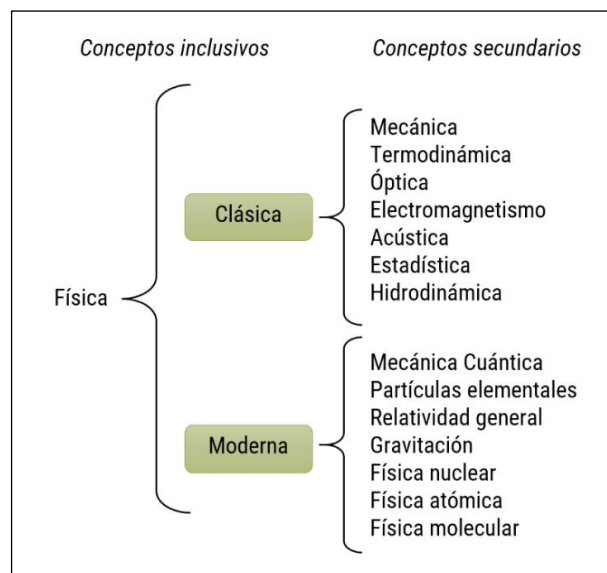 Conceptos inclusivos
Conceptos secundarios
Física
Clásica
Mecánica
Termodinámica
Óptica
Electromagnetismo
Acústica
Estadística
Hidrodinámica
Moderna
Mecánica Cuántica
Partículas elementales
Relatividad general
Gravitación
Física nuclear
Física atómica
Física molecular